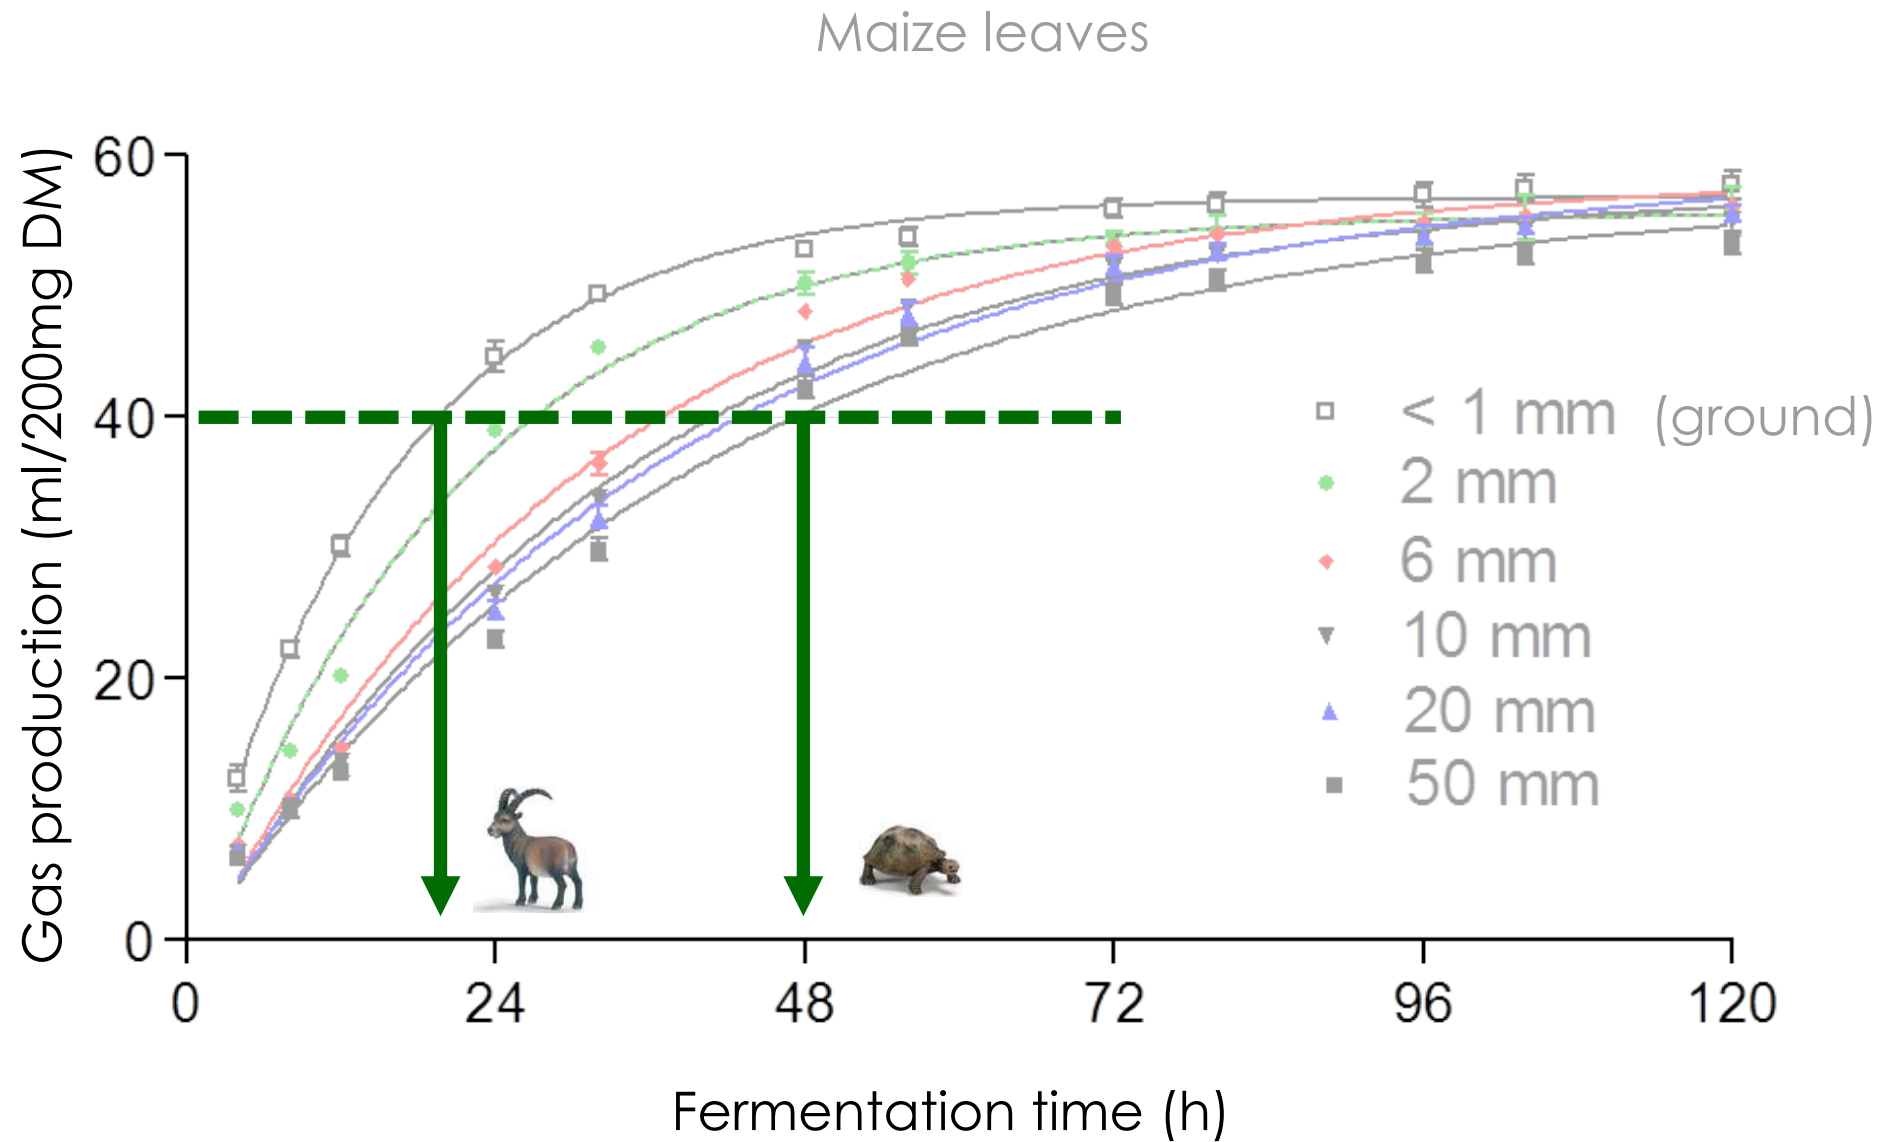 Maize leaves
Gas production (ml/200mg DM)
60
40
20
0
< 1 mm (ground)
2 mm
6 mm
10 mm
20 mm
50 mm
0 24 48 72 96 120
Fermentation time (h)